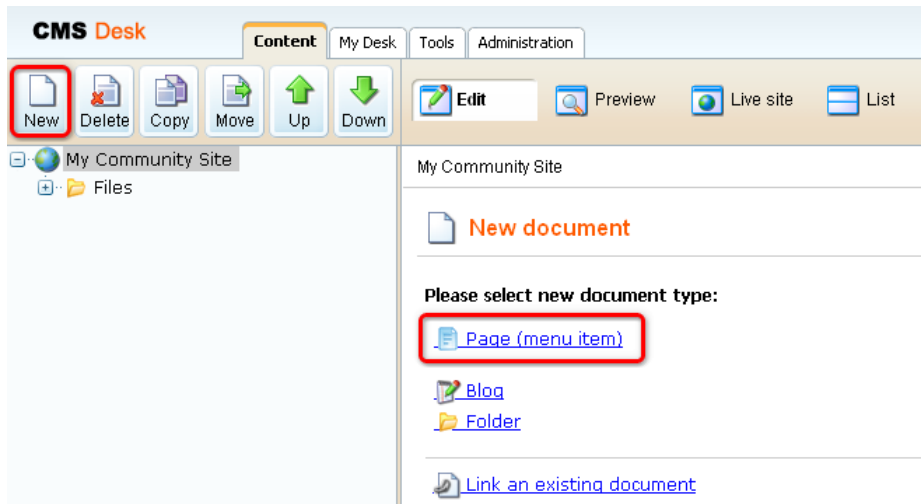 CMS Desk
Content My Desk Tools Administration
New Delete Copy Move Up Down
Edit Preview Live site List
My Community Site
Files
My Community Site
New document
Please select new document type:
Page (menu item)
Blog
Folder
Link an existing document